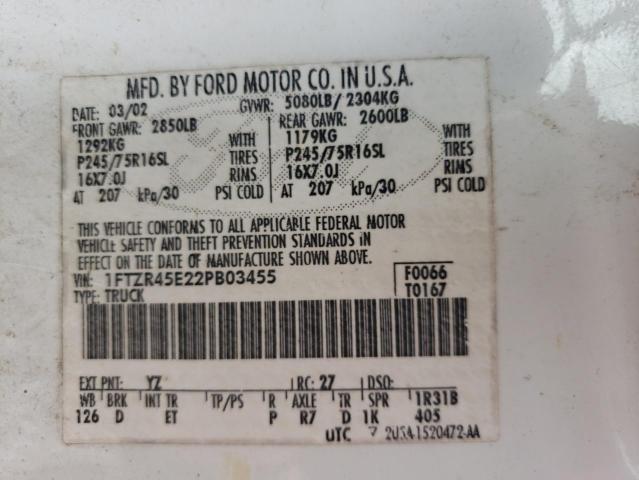 MFD. BY FORD MOTOR CO. IN U.S.A.
DATE: 03/02 GVWR: 5080LB/ 2304KG
FRONT GAWR: 2850LB REAR GAWR: 2600LB
1292KG WITH 1179KG WITH
P245/75R16SL TIRES P245/75R16SL TIRES
16X7.0J RIMS 16X7.0J RIMS
AT 207 kPa/30 PSI COLD AT 207 kPa/30 PSI COLD
THIS VEHICLE CONFORMS TO ALL APPLICABLE FEDERAL MOTOR
VEHICLE SAFETY AND THEFT PREVENTION STANDARDS IN
EFFECT ON THE DATE OF MANUFACTURE SHOWN ABOVE.
VIN: 1FTZR45E22PB03455 F0066
TYPE: TRUCK T0167
EXT PNT: YZ RC: 27 DSO:
WB BRK INT TR TP/PS R AXLE TR SPR 1R31B
126 D ET P R7 D 1K 405
UTC 2U5A-1520472-AA